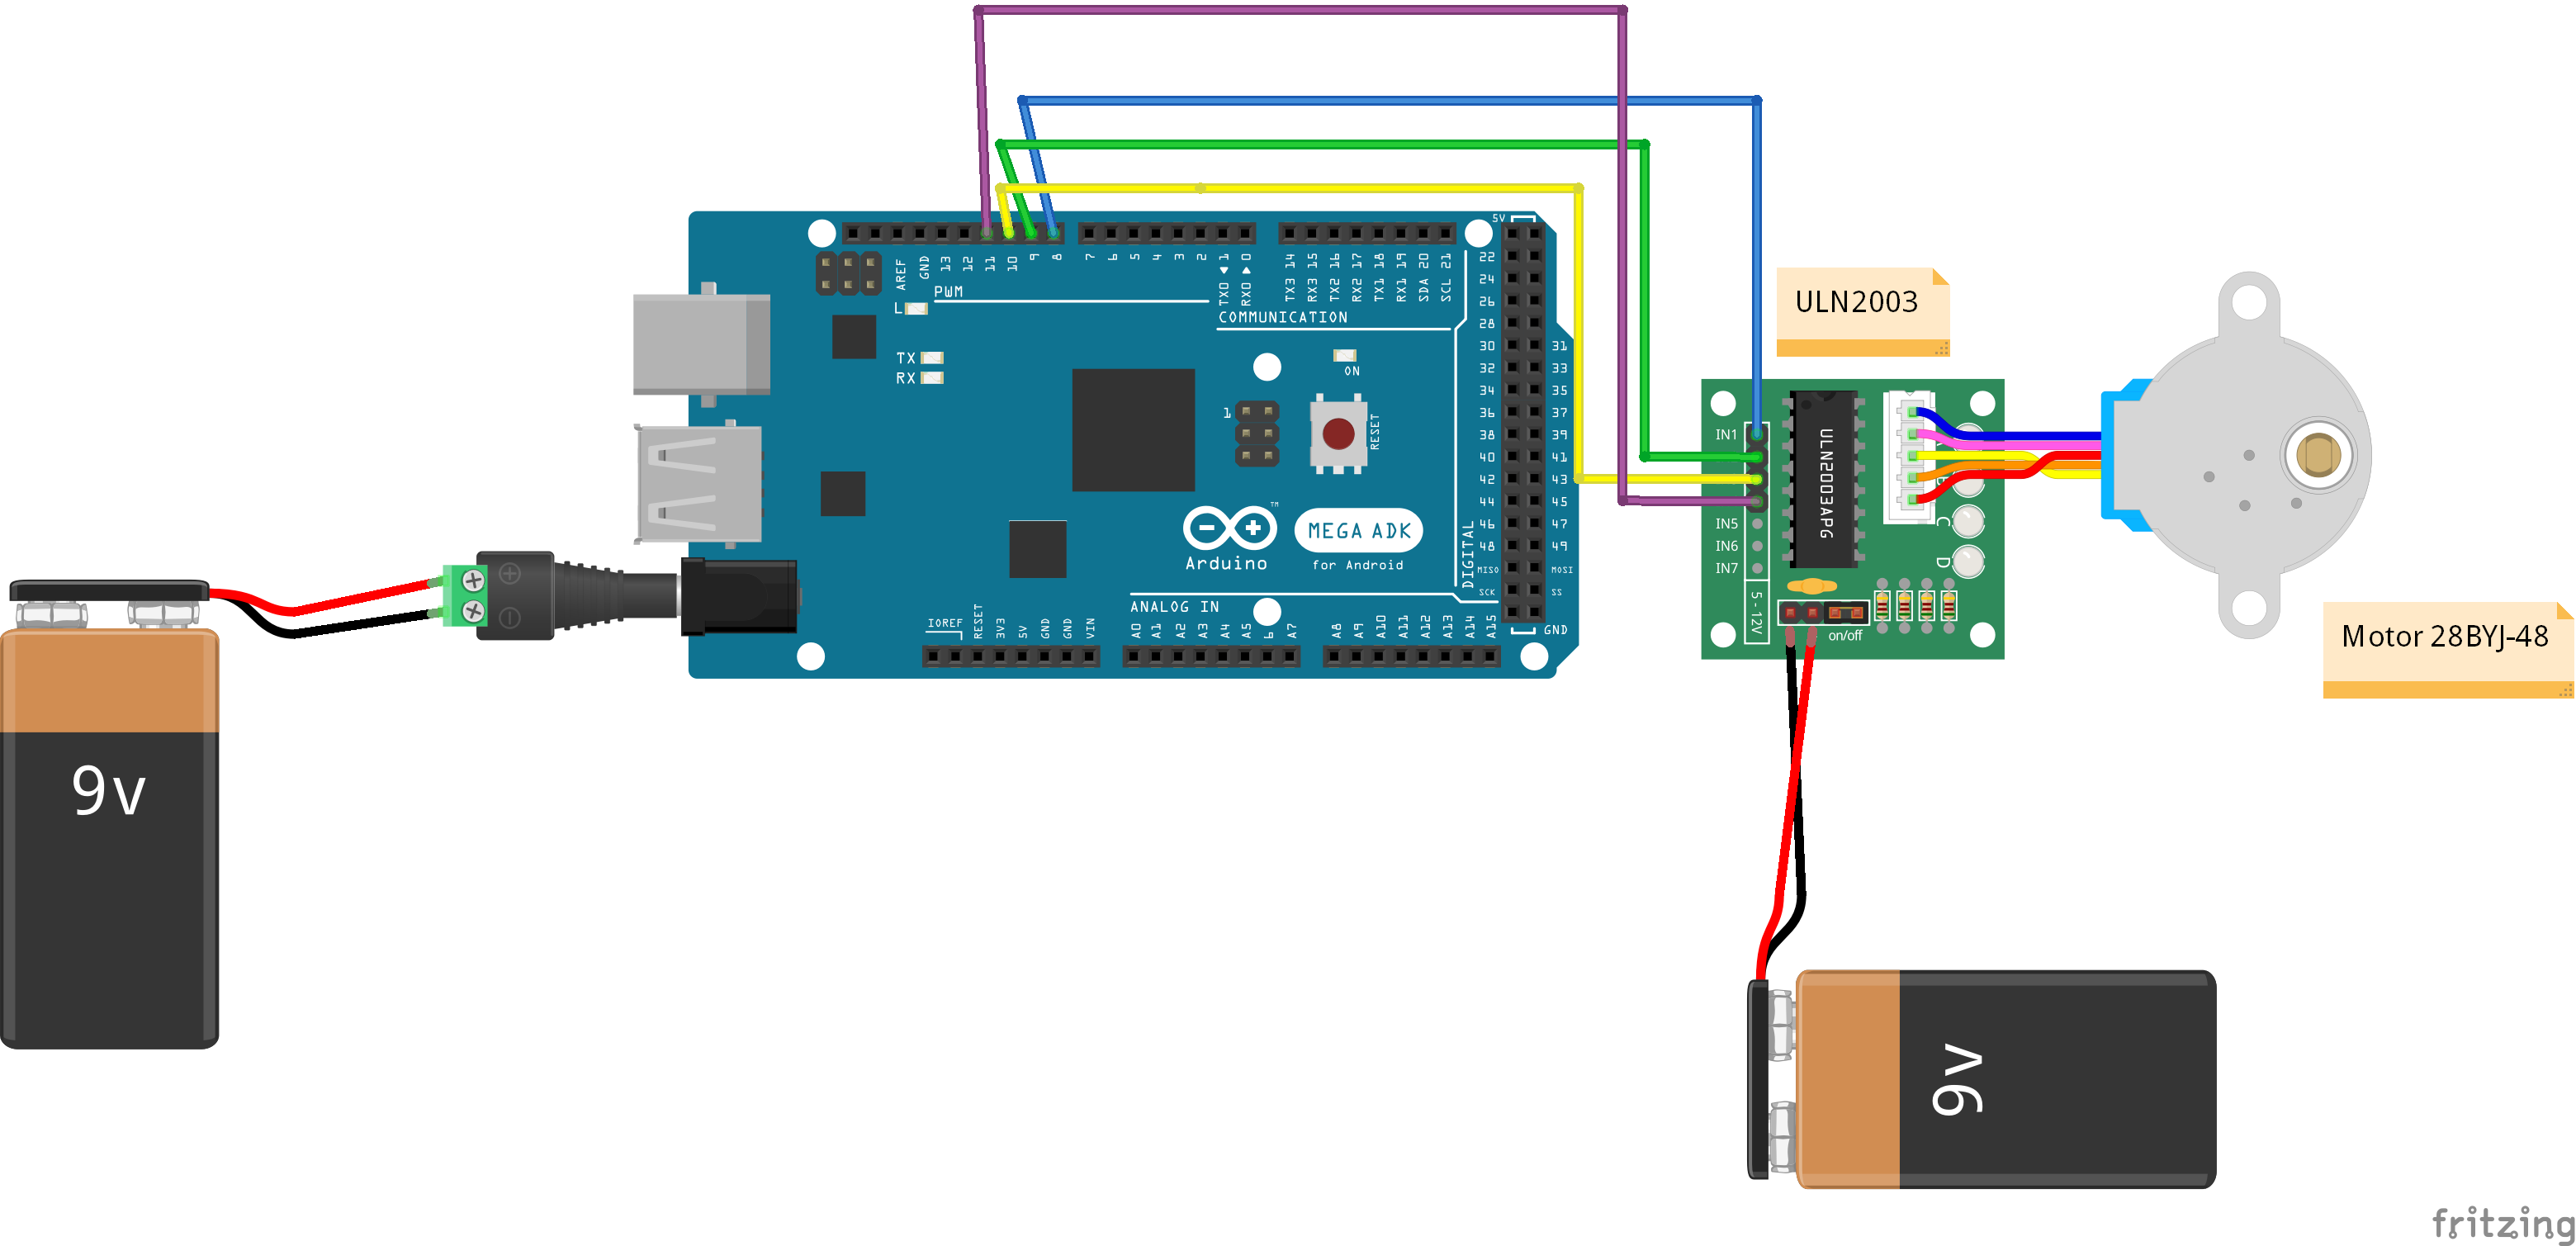 5V
AREF
GND
13
12
11
10
9
8
7
6
5
4
3
2
TX0 1
RX0 0
TX3 14
RX3 15
TX2 16
RX2 17
TX1 18
RX1 19
SDA 20
SCL 21
PWM
COMMUNICATION
L
TX
RX
ON
1
RESET
22
24
26
28
30 31
32 33
34 35
36 37
38 39
40 41
42 43
44 45
46 47
48 49
MISO MOSI
SCK SS
GND
DIGITAL
TM
Arduino
MEGA ADK
for Android
ANALOG IN
IOREF
RESET
3V3
5V
GND
GND
VIN
A0
A1
A2
A3
A4
A5
6
A7
A8
A9
A10
A11
A12
A13
A14
A15
ULN2003
IN1
IN5
IN6
IN7
5 - 12V
ULN2003APG
B
C
D
on/off
Motor 28BYJ-48
9v
9v
fritzing